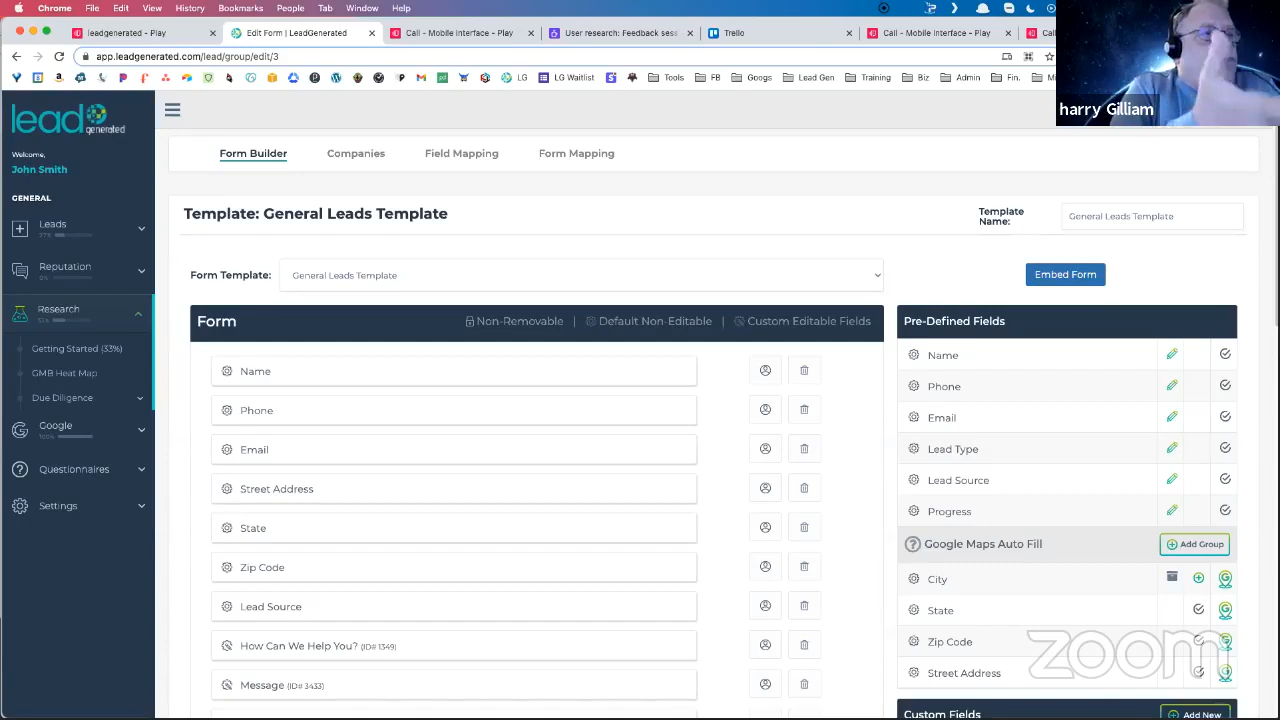 Chrome File Edit View History Bookmarks People Tab Window Help
leadgenerated - Play
Edit Form | LeadGenerated
Call - Mobile interface - Play
User research: Feedback sess
Trello
Call - Mobile interface - Play
Call
app.leadgenerated.com/lead/group/edit/3
LG
LG Waitlist
Tools
FB
Googs
Lead Gen
Training
Biz
Admin
Fin.
harry Gilliam
lead generated
Welcome,
John Smith
GENERAL
Leads
27%
Reputation
0%
Research
Getting Started (33%)
GMB Heat Map
Due Diligence
Google
100%
Questionnaires
Settings
Form Builder Companies Field Mapping Form Mapping
Template: General Leads Template
Template Name:
General Leads Template
Form Template:
General Leads Template
Embed Form
Form
Non-Removable | Default Non-Editable | Custom Editable Fields
Name
Phone
Email
Street Address
State
Zip Code
Lead Source
How Can We Help You? (ID# 1349)
Message (ID# 3433)
Pre-Defined Fields
Name
Phone
Email
Lead Type
Lead Source
Progress
Google Maps Auto Fill
Add Group
City
State
Zip Code
Street Address
Custom Fields
Add New
zoom